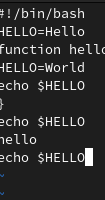 #!/bin/bash
HELLO=Hello
function hello
HELLO=World
echo $HELLO
}
echo $HELLO
hello
echo $HELLO
~
~